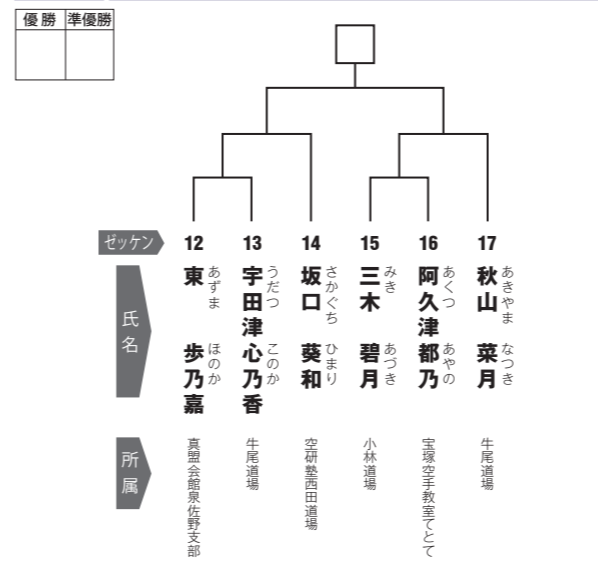 優勝 準優勝
ゼッケン 12 13 14 15 16 17
氏名
東 歩乃嘉
あずま ほのか
宇田津 心乃香
うだつ このか
坂口 葵和
さかぐち ひまり
三木 碧月
みき あづき
阿久津 都乃
あくつ あやの
秋山 菜月
あきやま なつき
所属
真盟会館泉佐野支部
牛尾道場
空研塾西田道場
小林道場
宝塚空手教室てとて
牛尾道場